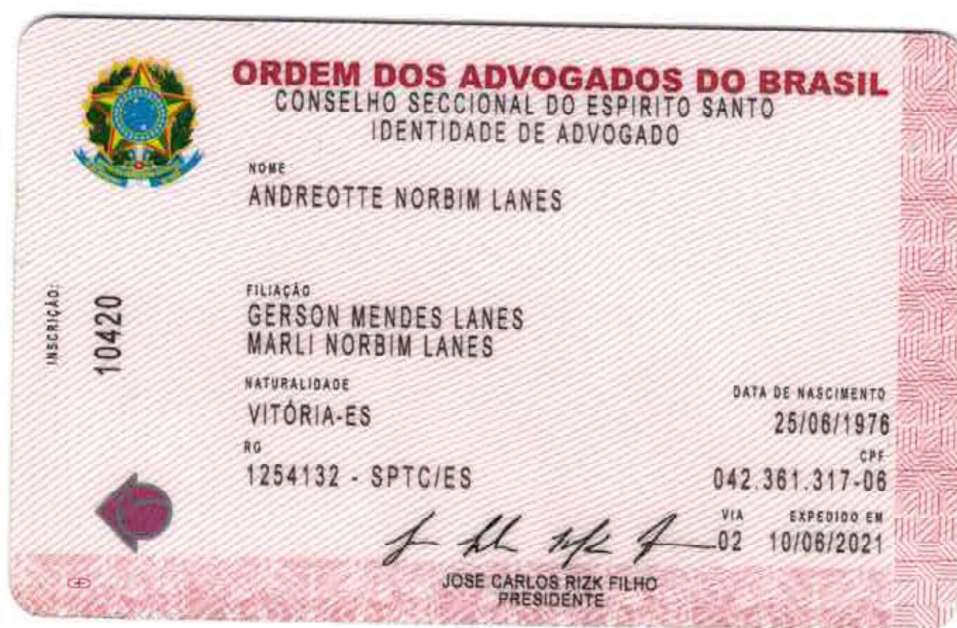 ORDEM DOS ADVOGADOS DO BRASIL
CONSELHO SECCIONAL DO ESPIRITO SANTO
IDENTIDADE DE ADVOGADO
NOME
ANDREOTTE NORBIM LANES
INSCRIÇÃO:
10420
FILIAÇÃO
GERSON MENDES LANES
MARLI NORBIM LANES
NATURALIDADE
VITÓRIA-ES
DATA DE NASCIMENTO
25/06/1976
RG
1254132 - SPTC/ES
CPF
042.361.317-06
VIA
02
EXPEDIDO EM
10/06/2021
JOSE CARLOS RIZK FILHO
PRESIDENTE